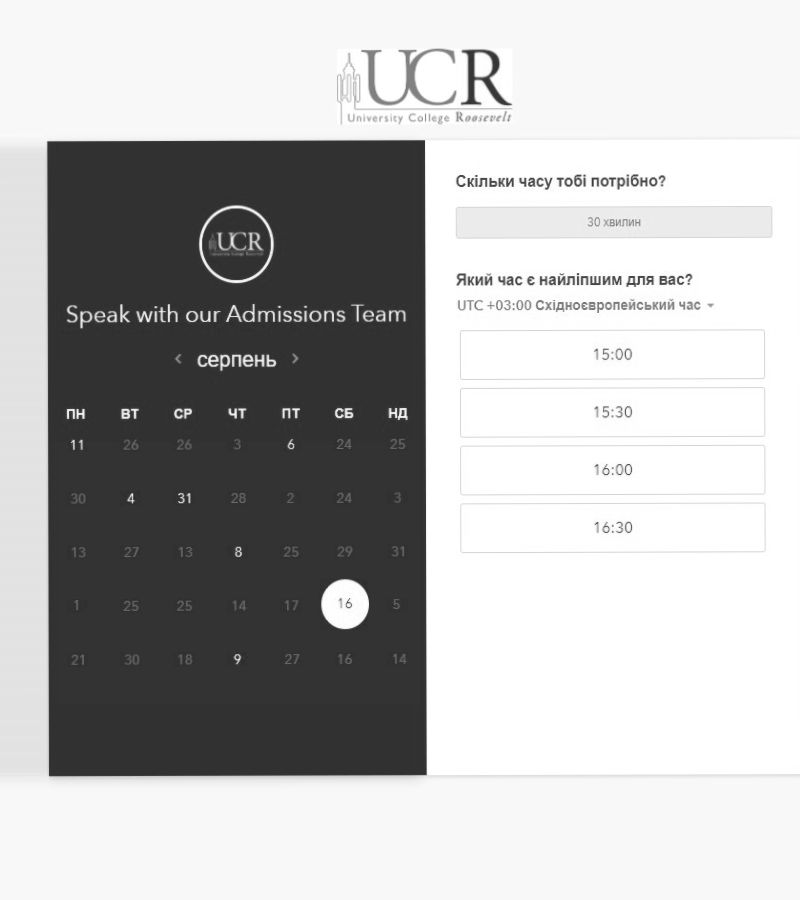 UCR
University College Roosevelt
UCR
Speak with our Admissions Team
< серпень >
ПН ВТ СР ЧТ ПТ СБ НД
11 26 26 3 6 24 25
30 4 31 28 2 24 3
13 27 13 8 25 29 31
1 25 25 14 17 16 5
21 30 18 9 27 16 14
Скільки часу тобі потрібно?
30 хвилин
Який час є найліпшим для вас?
UTC +03:00 Східноєвропейський час
15:00
15:30
16:00
16:30